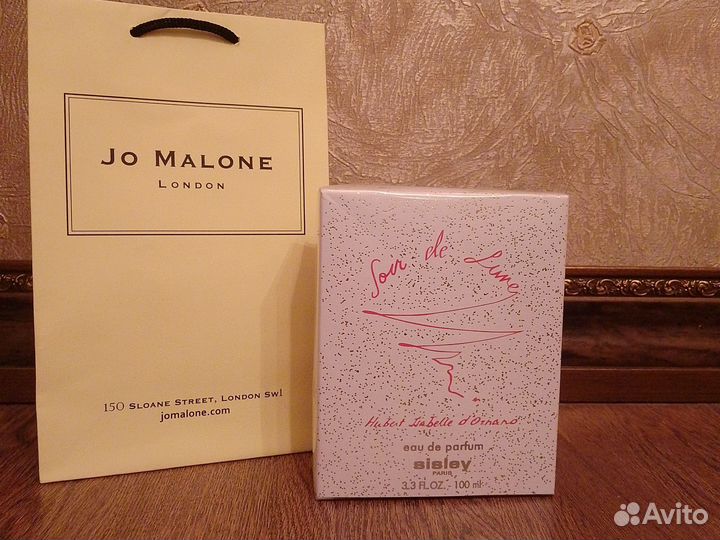 Jo Malone
London
150 Sloane Street, London SW1
jomalone.com
Soir de Lune
Hubert Isabelle d'Ornano
eau de parfum
sisley
PARIS
3.3 FL.OZ. - 100 ml
Avito